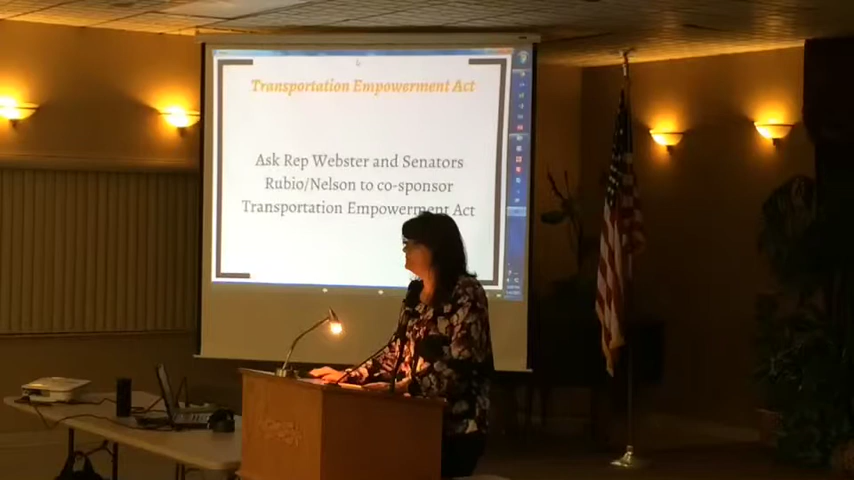 Transportation Empowerment Act
Ask Rep Webster and Senators
Rubio/Nelson to co-sponsor
Transportation Empowerment Act